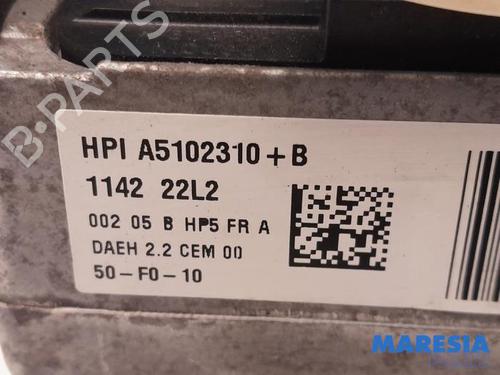 B-PARTS
HPI A5102310+B
1142 22L2
002 05 B HP5 FR A
DAEH 2.2 CEM 00
50-F0-10
MARESIA